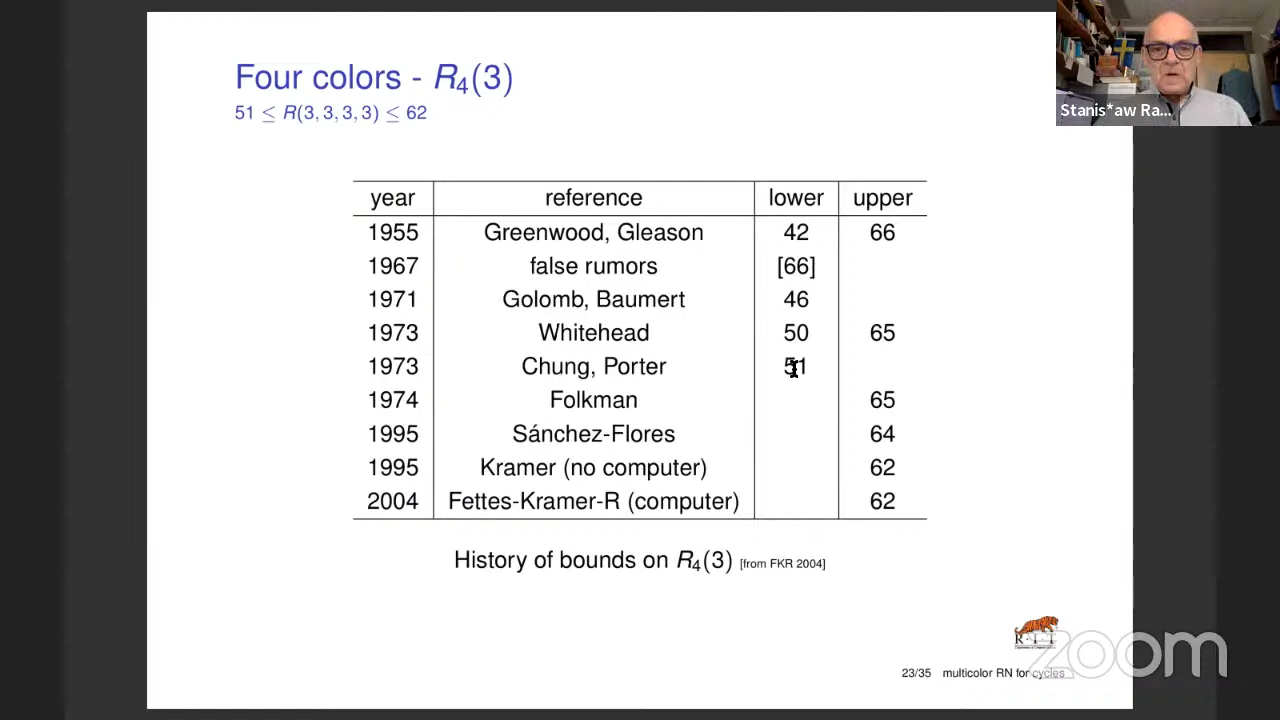 Four colors - R₄(3)
51 ≤ R(3, 3, 3, 3) ≤ 62
Stanis*aw Ra...
year reference lower upper
1955 Greenwood, Gleason 42 66
1967 false rumors [66]
1971 Golomb, Baumert 46
1973 Whitehead 50 65
1973 Chung, Porter 51
1974 Folkman 65
1995 Sánchez-Flores 64
1995 Kramer (no computer) 62
2004 Fettes-Kramer-R (computer) 62
History of bounds on R₄(3) [from FKR 2004]
R·I·T
zoom
23/35 multicolor RN for cycles